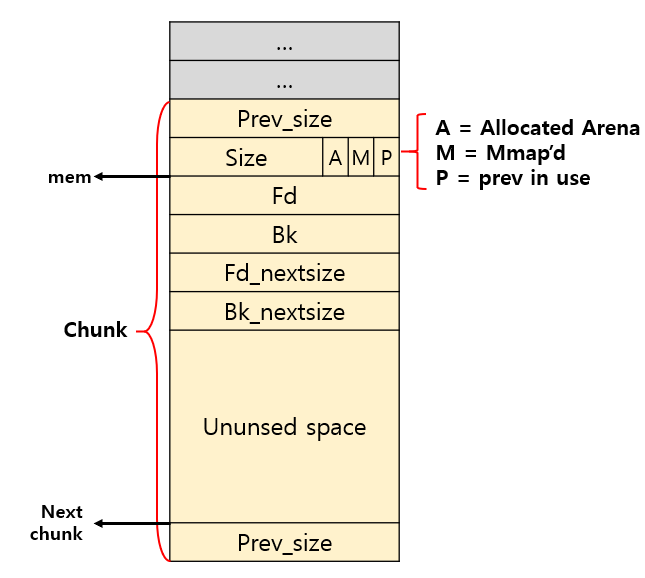 ...
...
Prev_size
Size A M P
A = Allocated Arena
M = Mmap'd
P = prev in use
mem
Fd
Bk
Fd_nextsize
Bk_nextsize
Chunk
Ununsed space
Next
chunk
Prev_size